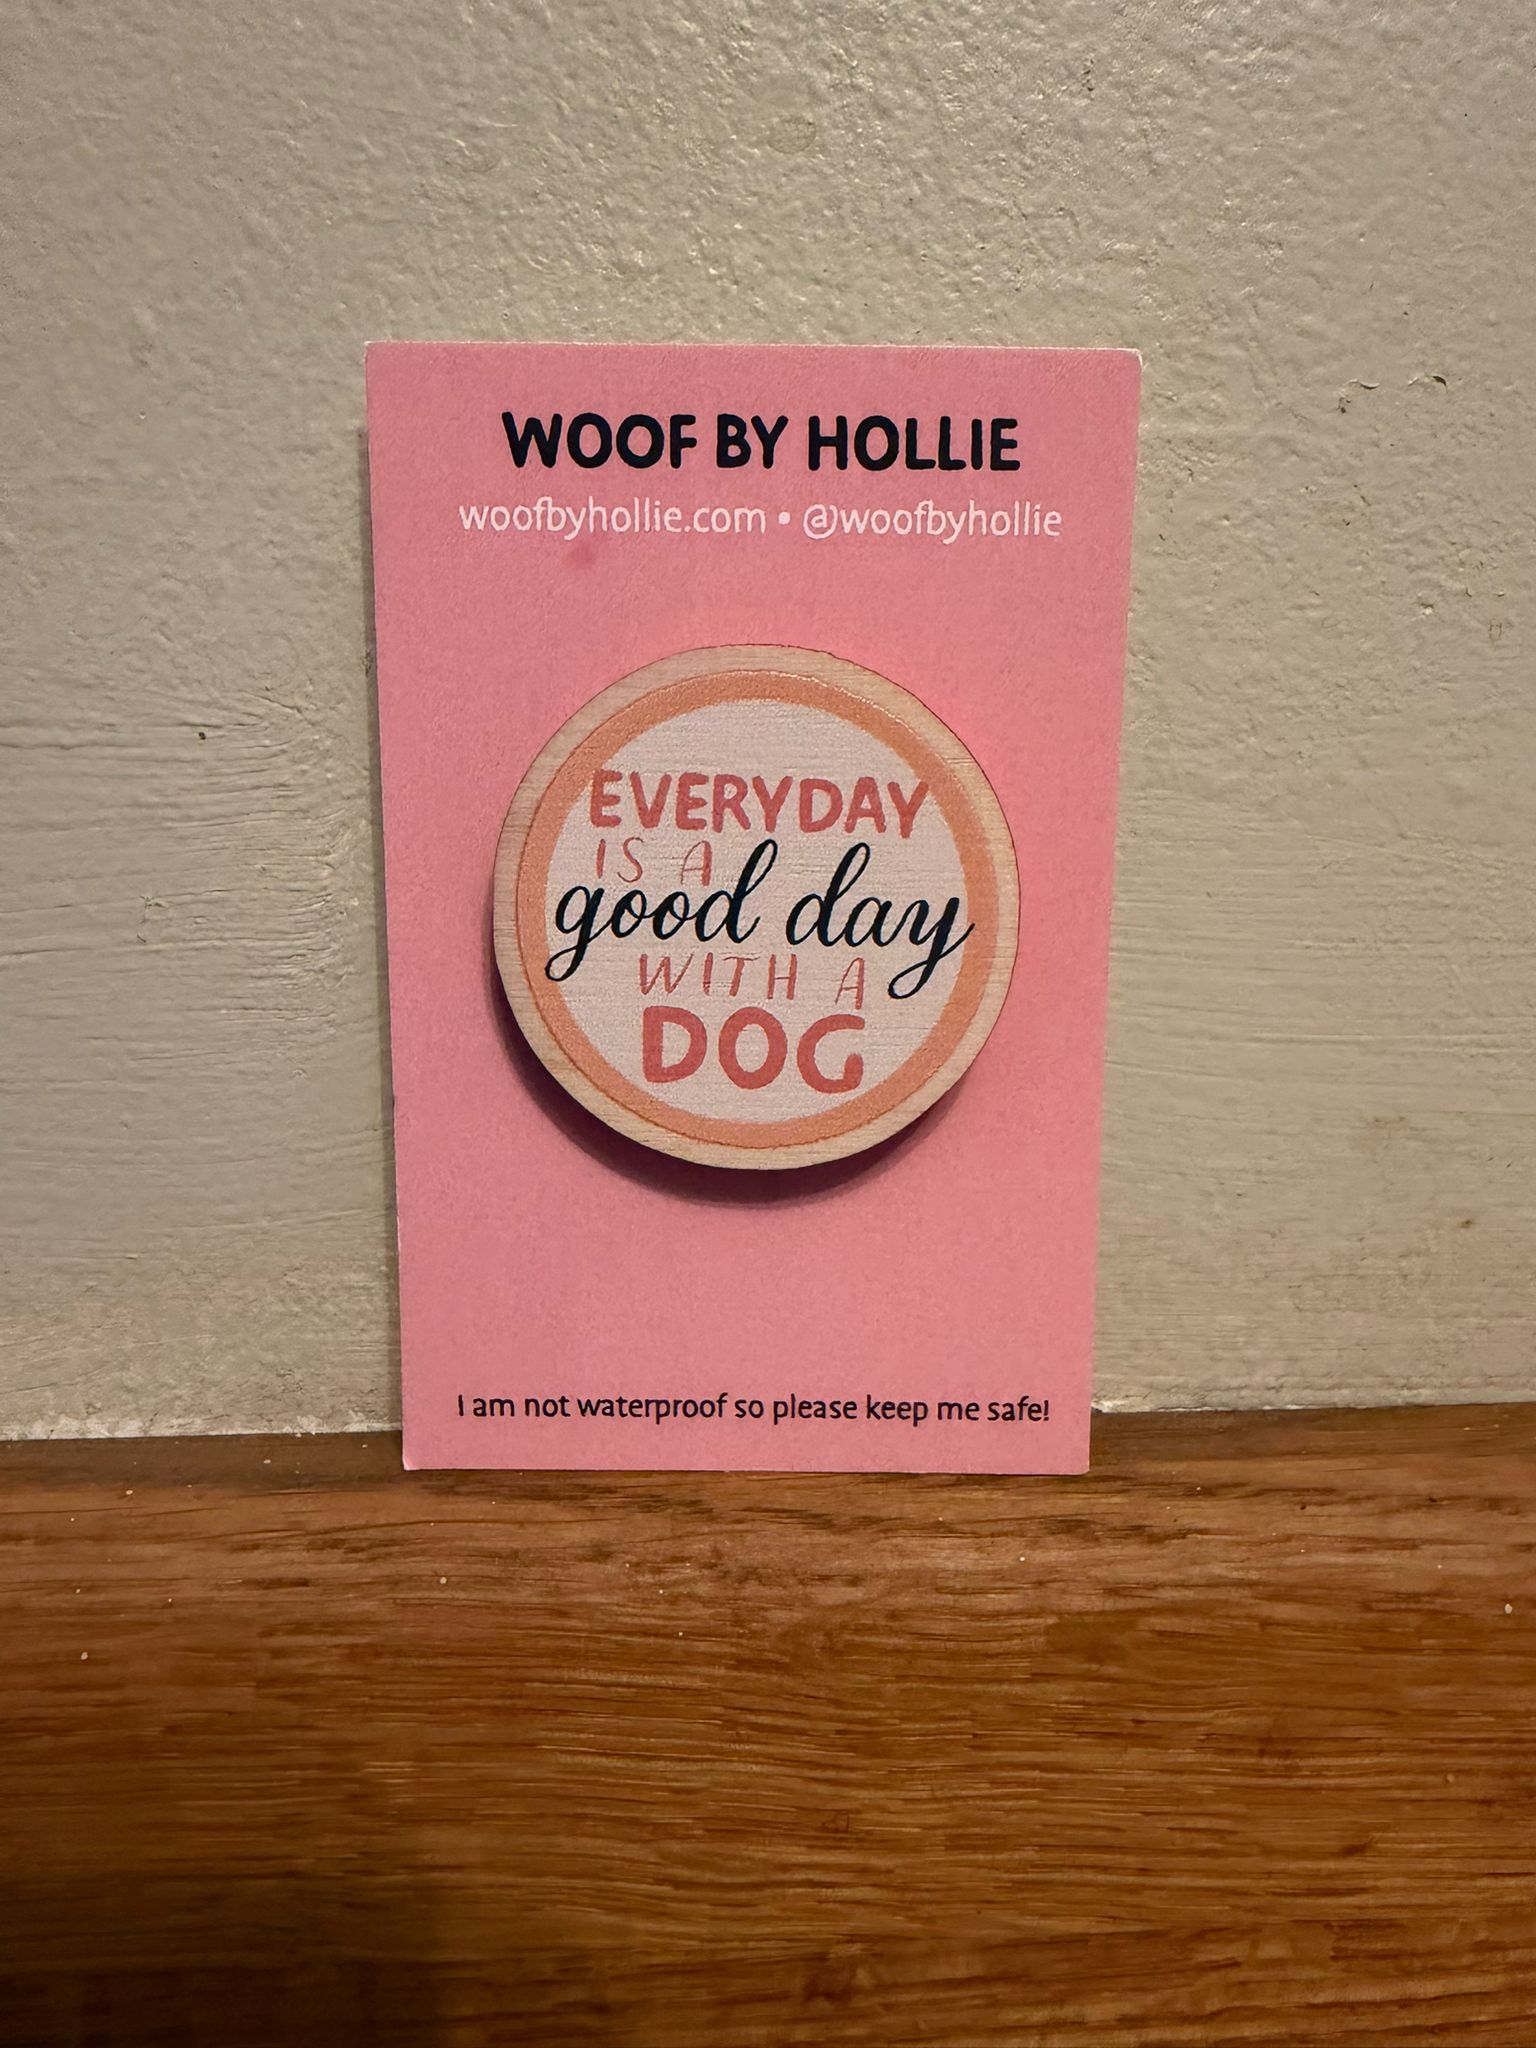 WOOF BY HOLLIE
woofbyhollie.com • @woofbyhollie
EVERYDAY
IS A
good day
WITH A
DOG
I am not waterproof so please keep me safe!